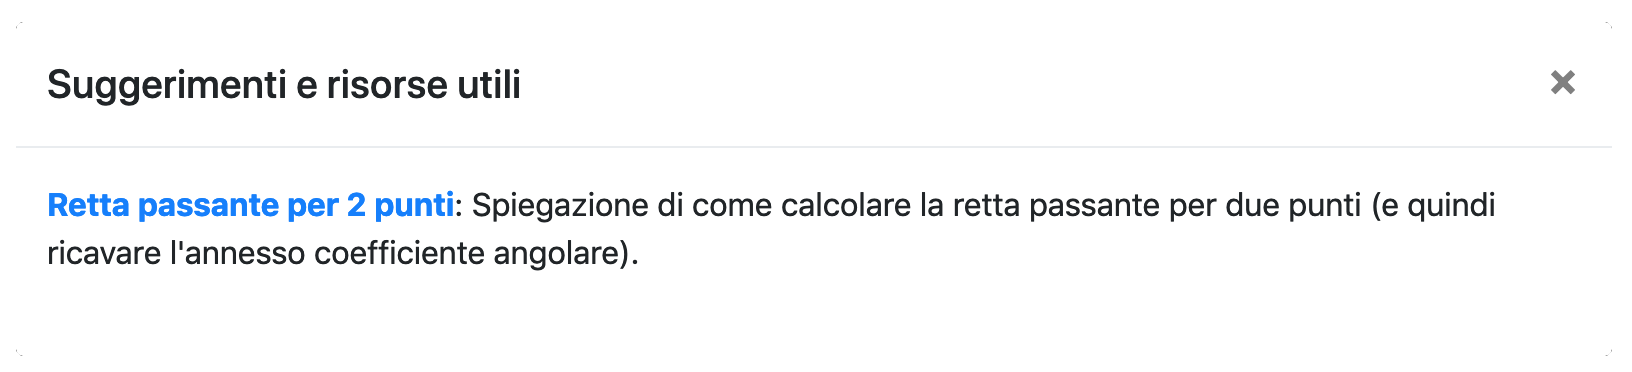 Suggerimenti e risorse utili
Retta passante per 2 punti: Spiegazione di come calcolare la retta passante per due punti (e quindi
ricavare l'annesso coefficiente angolare).